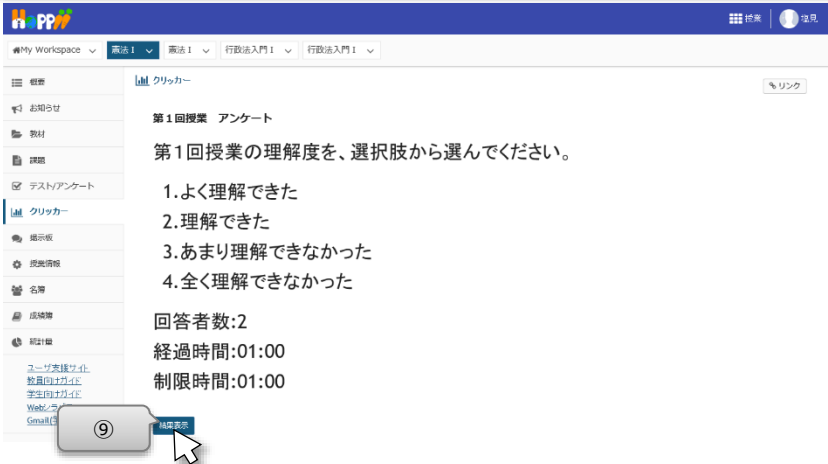 Hoppii
授業
塩見
My Workspace
憲法Ⅰ
憲法Ⅰ
行政法入門Ⅰ
行政法入門Ⅰ
概要
クリッカー
リンク
お知らせ
第１回授業 アンケート
教材
第１回授業の理解度を、選択肢から選んでください。
課題
テスト/アンケート
1.よく理解できた
クリッカー
2.理解できた
掲示板
3.あまり理解できなかった
授業情報
4.全く理解できなかった
名簿
成績簿
回答者数:2
統計量
経過時間:01:00
ユーザ支援サイト
教員向けガイド
制限時間:01:00
学生向けガイド
Webシラバス
Gmail(
⑨
結果表示